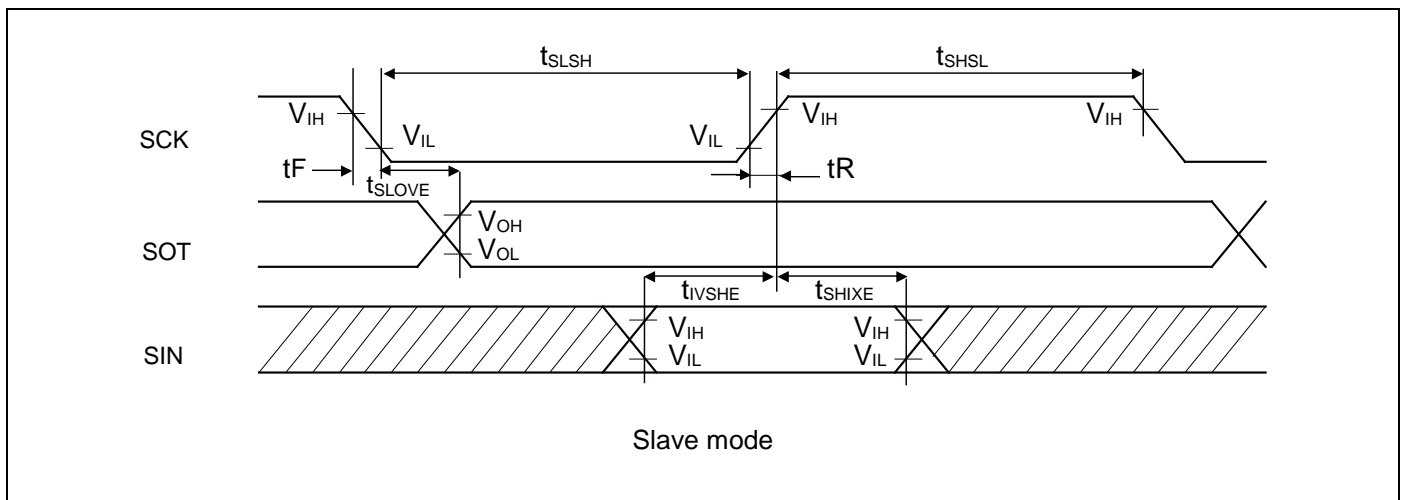 tSLSH
tSHSL
SCK
VIH
VIL
VIL
VIH
VIH
tF
tSLOVE
tR
SOT
VOH
VOL
tIVSHE
tSHIXE
SIN
VIH
VIL
VIH
VIL
Slave mode